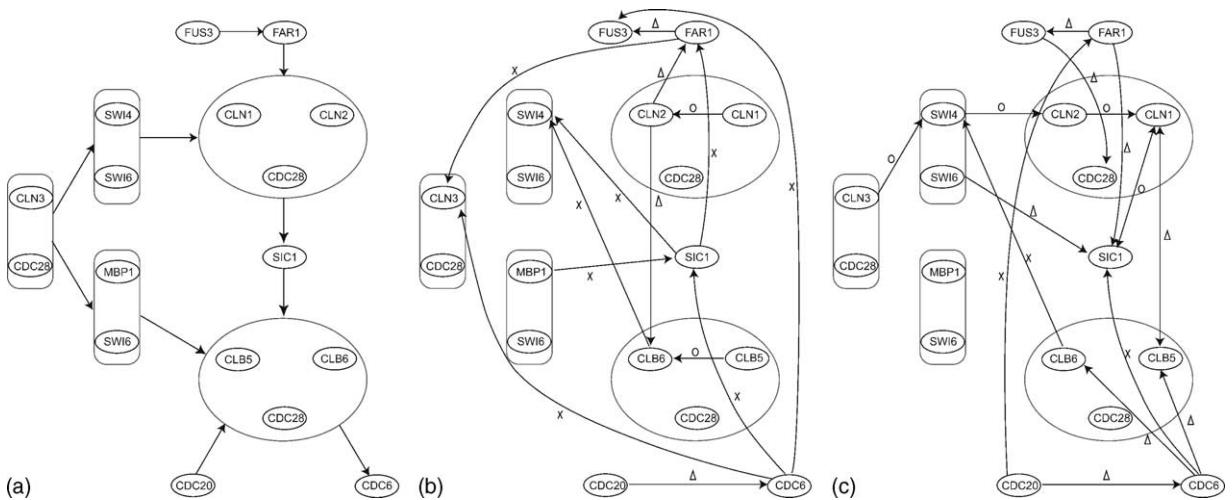 FUS3 FAR1
CLN1 CLN2
CDC28
SWI4
SWI6
CLN3
CDC28
MBP1
SWI6
SIC1
CLB5 CLB6
CDC28
CDC20 CDC6
(a)
FUS3 Δ FAR1
X Δ
SWI4 CLN2 O CLN1
SWI6 CDC28
X
CLN3
CDC28
X X Δ
X
MBP1 X SIC1
SWI6
CLB6 O CLB5
CDC28
X X
CDC20 Δ CDC6
(b)
FUS3 Δ FAR1
Δ
SWI4 O CLN2 O CLN1
O
SWI6 CDC28
Δ O
CLN3
CDC28
Δ
Δ
X
MBP1 SIC1
SWI6
CLB6 CLB5
X
CDC28
Δ Δ
X
CDC20 Δ CDC6
(c)